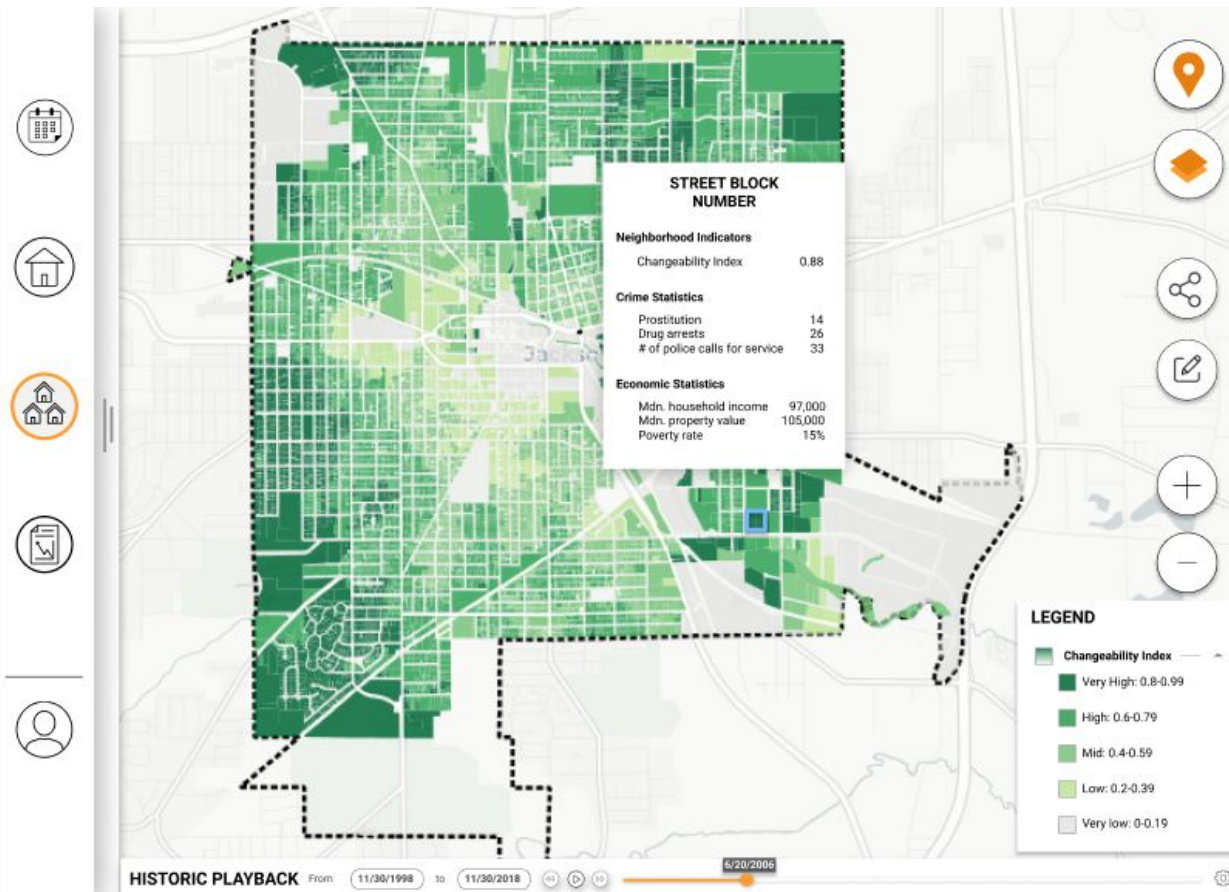 STREET BLOCK
NUMBER
Neighborhood Indicators
Changeability Index 0.88
Crime Statistics
Prostitution 14
Drug arrests 26
# of police calls for service 33
Economic Statistics
Mdn. household income 97,000
Mdn. property value 105,000
Poverty rate 15%
Jackso
LEGEND
Changeability Index
Very High: 0.8-0.99
High: 0.6-0.79
Mid: 0.4-0.59
Low: 0.2-0.39
Very low: 0-0.19
6/20/2006
HISTORIC PLAYBACK From 11/30/1998 to 11/30/2018